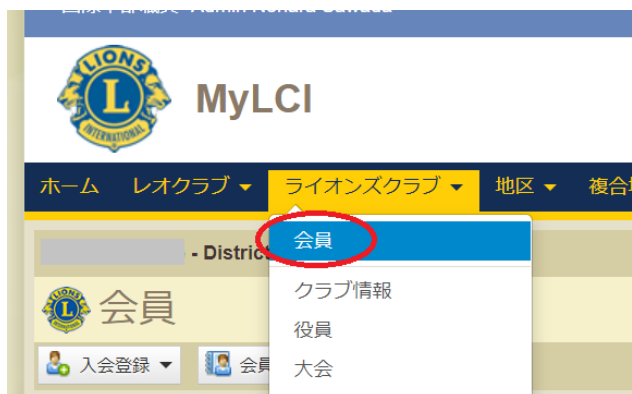 LIONS
L
INTERNATIONAL
MyLCI
ホーム レオクラブ ライオンズクラブ 地区
- District
会員
クラブ情報
役員
大会
会員
入会登録